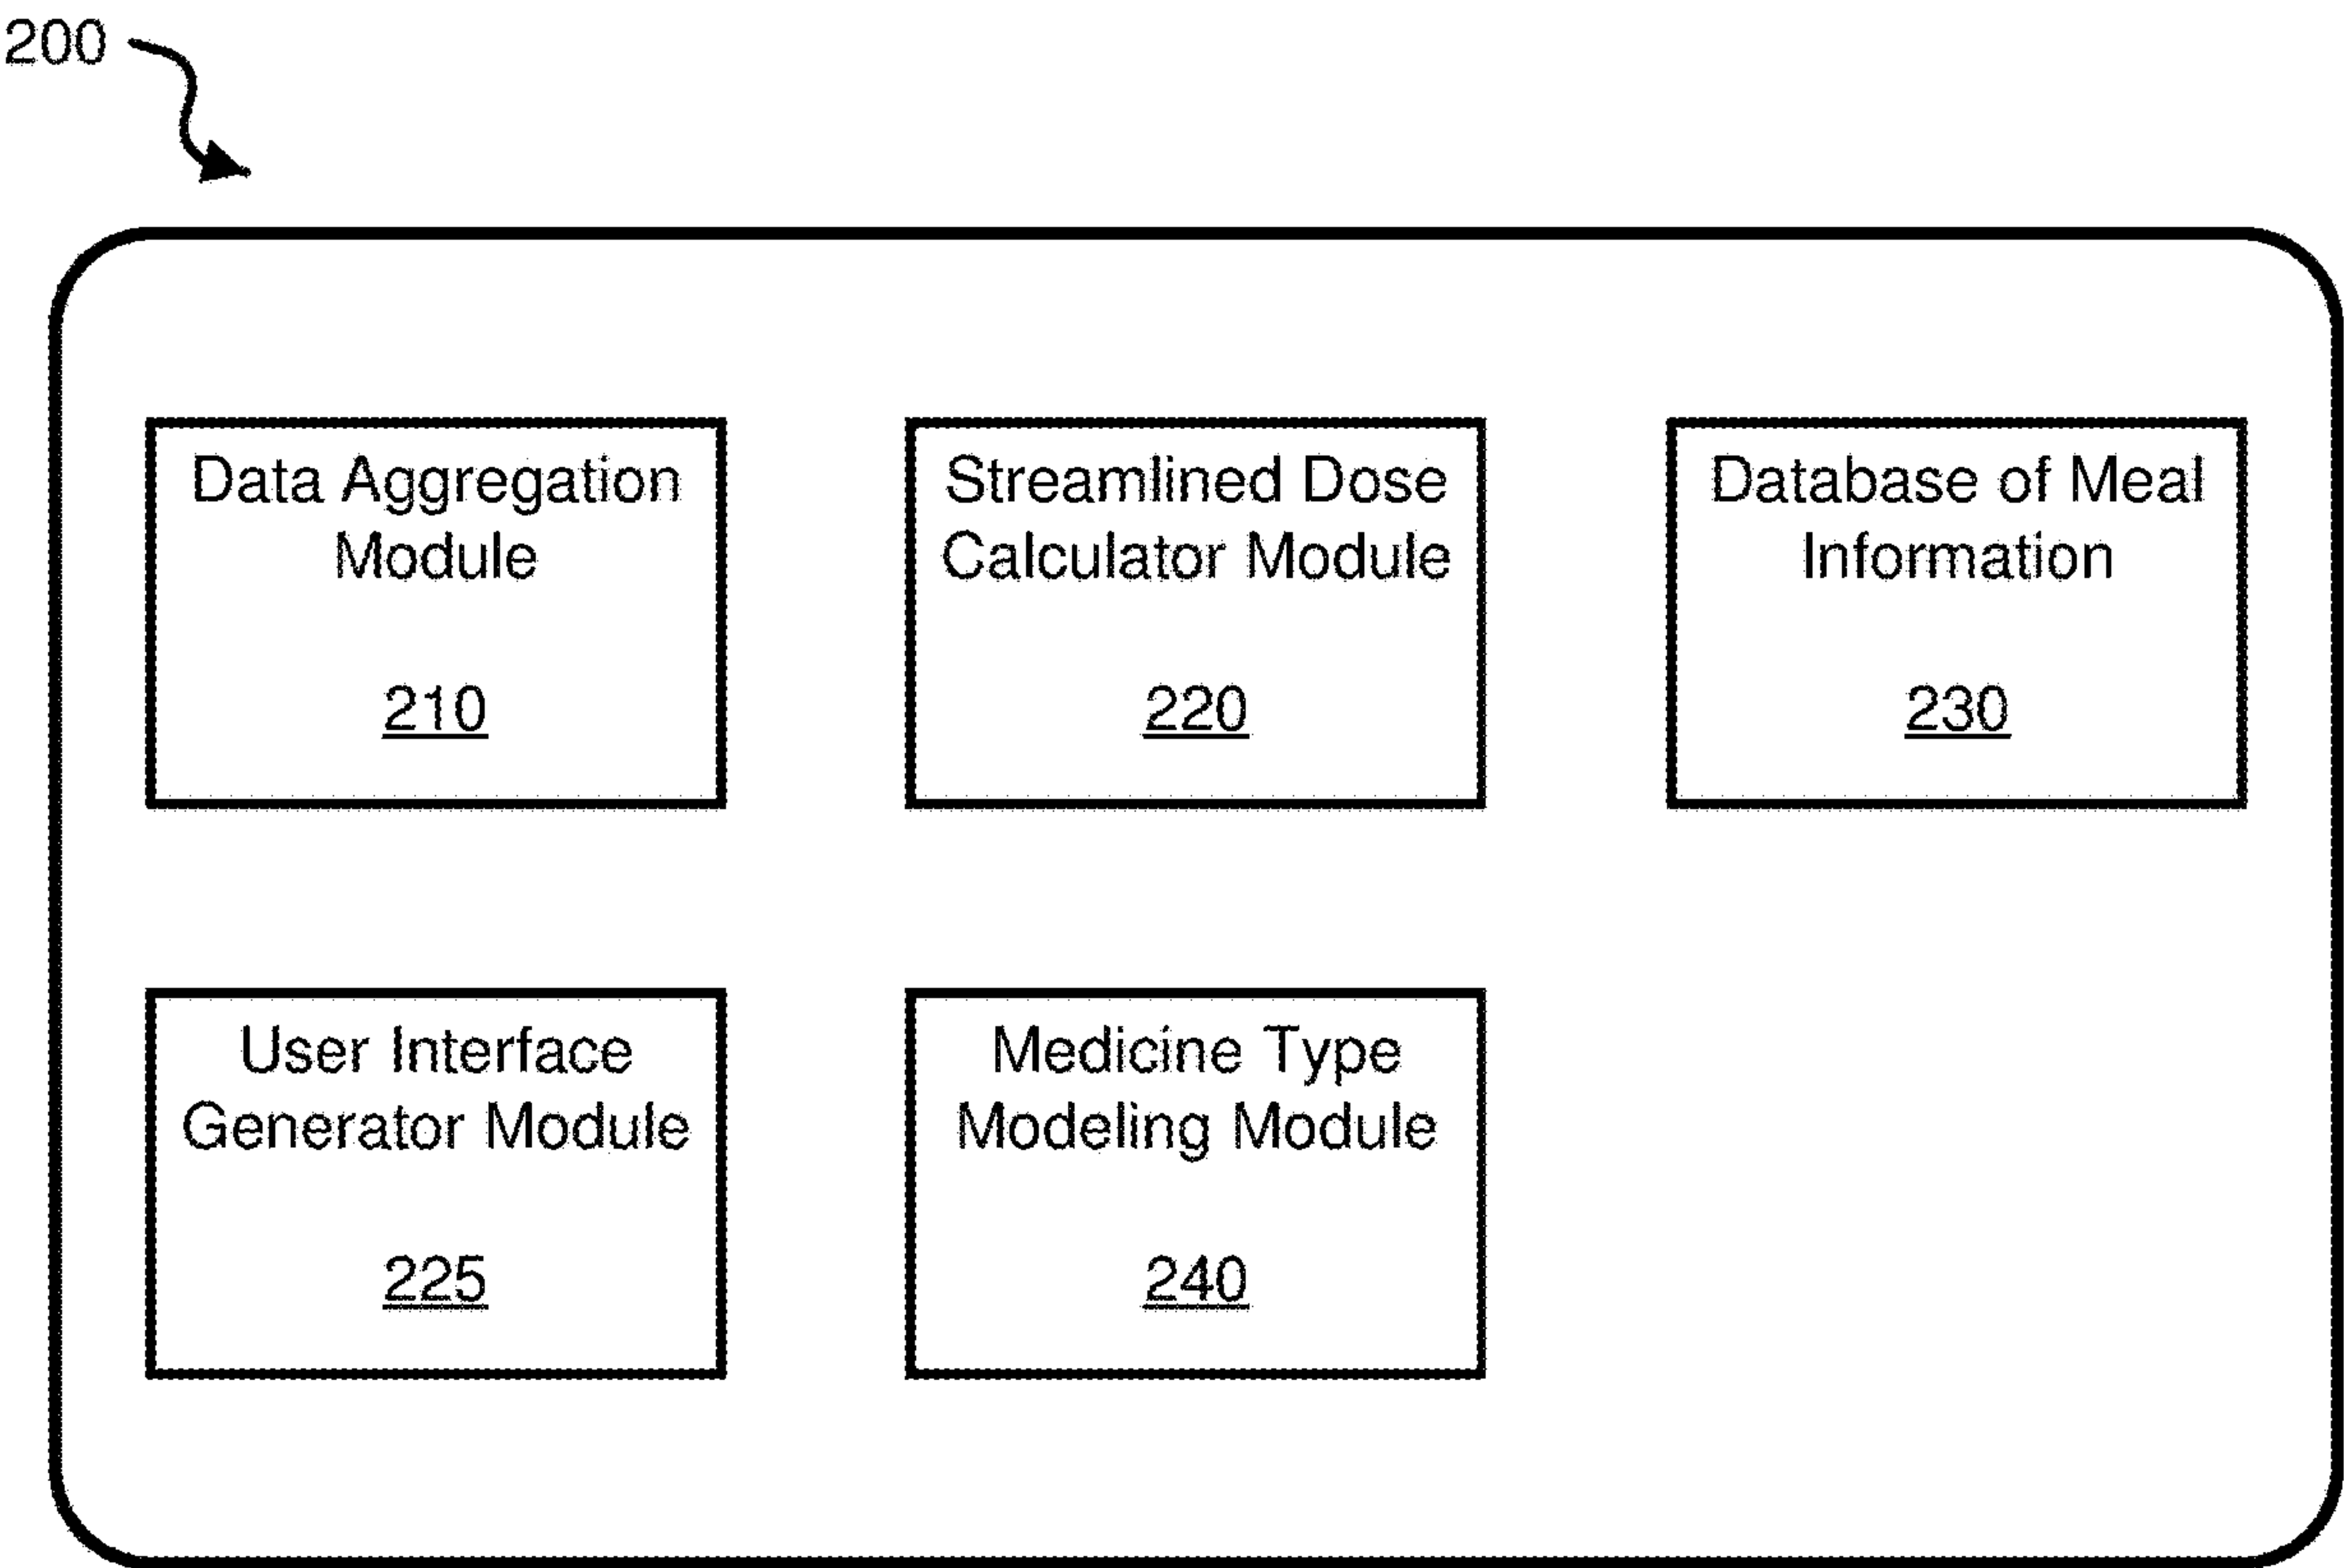 200
Data Aggregation
Module
210
Streamlined Dose
Calculator Module
220
Database of Meal
Information
230
User Interface
Generator Module
225
Medicine Type
Modeling Module
240